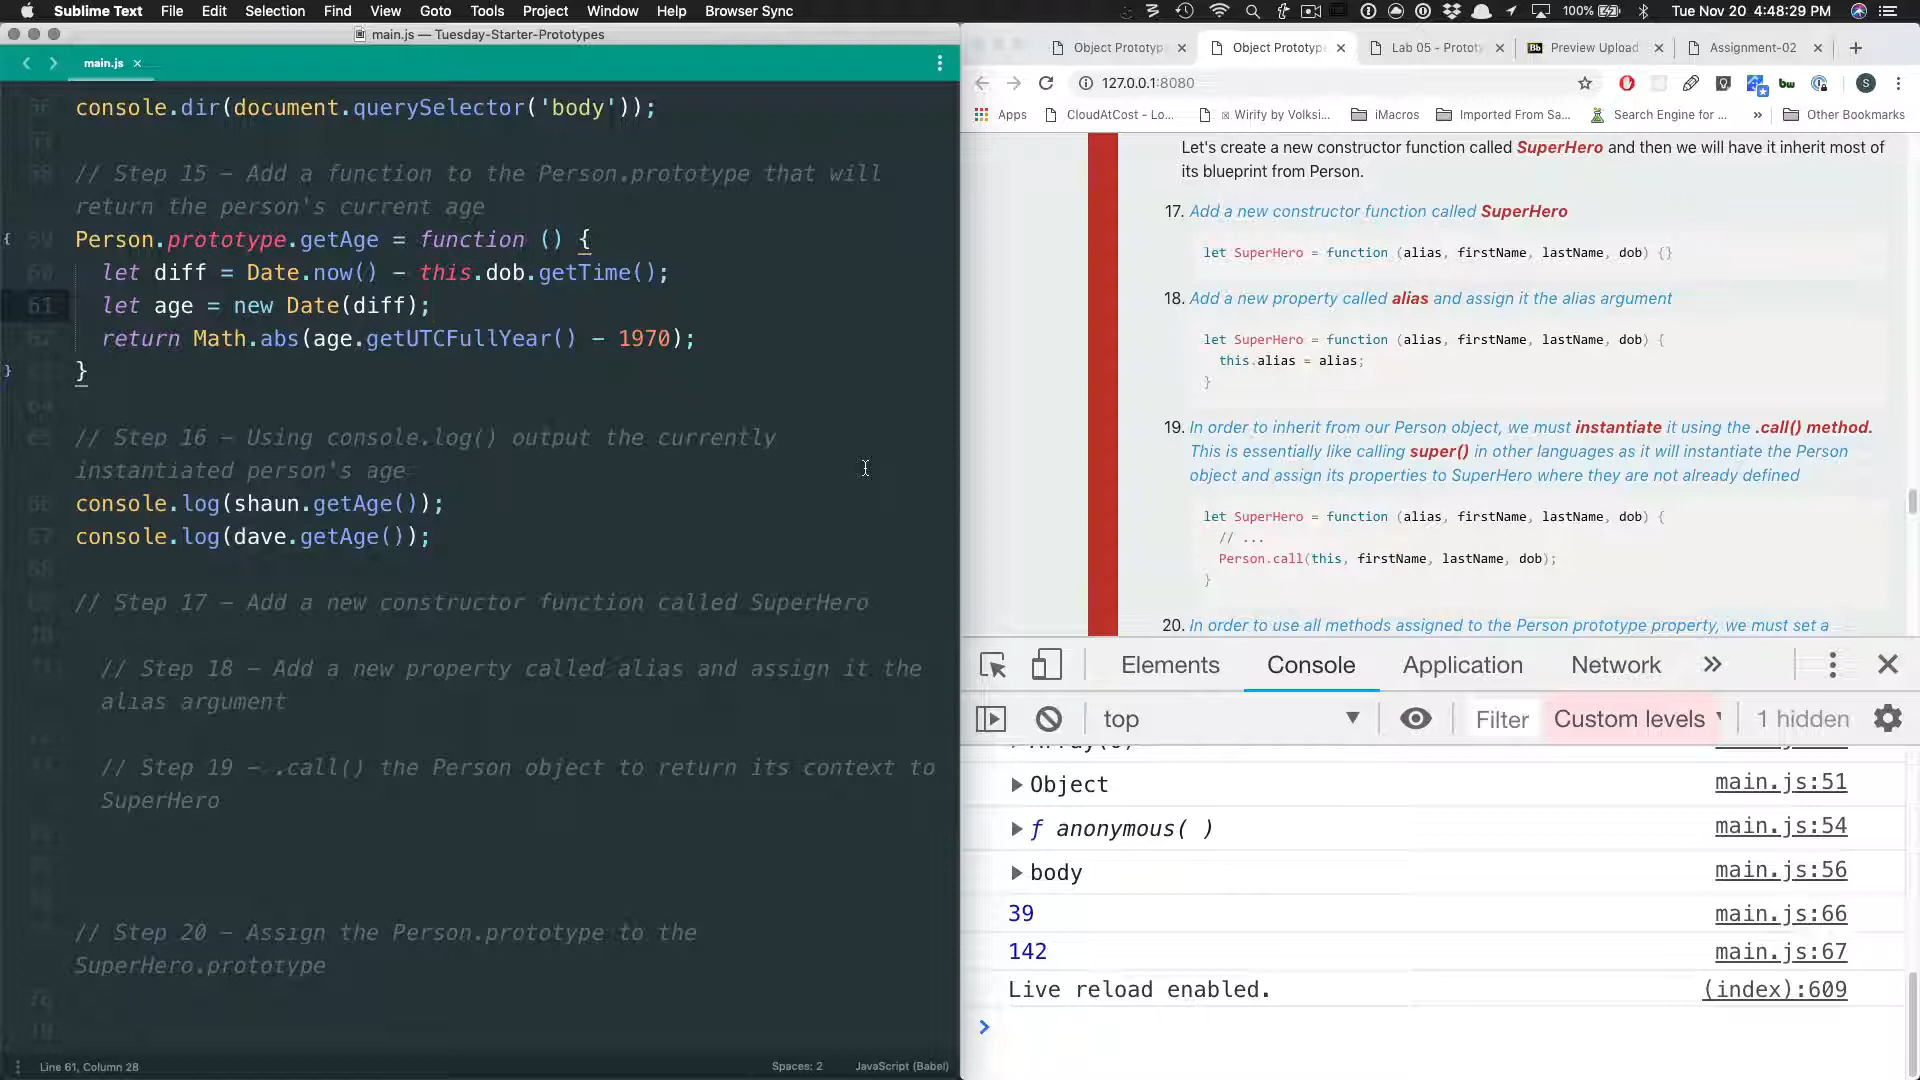 Sublime Text File Edit Selection Find View Goto Tools Project Window Help Browser Sync 100% Tue Nov 20 4:48:29 PM
main.js — Tuesday-Starter-Prototypes
main.js ×
console.dir(document.querySelector('body'));
// Step 15 – Add a function to the Person.prototype that will
return the person's current age
Person.prototype.getAge = function () {
let diff = Date.now() - this.dob.getTime();
61 let age = new Date(diff);
return Math.abs(age.getUTCFullYear() - 1970);
}
// Step 16 – Using console.log() output the currently
instantiated person's age
console.log(shaun.getAge());
console.log(dave.getAge());
// Step 17 – Add a new constructor function called SuperHero
// Step 18 – Add a new property called alias and assign it the
alias argument
// Step 19 – .call() the Person object to return its context to
SuperHero
// Step 20 – Assign the Person.prototype to the
SuperHero.prototype
Line 61, Column 28 Spaces: 2 JavaScript (Babel)
Object Prototyp × Object Prototype × Lab 05 - Protot × Bb Preview Upload × Assignment-02 × +
127.0.0.1:8080 bw S
Apps CloudAtCost - Lo... Wirify by Volksi... iMacros Imported From Sa... Search Engine for ... » Other Bookmarks
Let's create a new constructor function called SuperHero and then we will have it inherit most of
its blueprint from Person.
17. Add a new constructor function called SuperHero
let SuperHero = function (alias, firstName, lastName, dob) {}
18. Add a new property called alias and assign it the alias argument
let SuperHero = function (alias, firstName, lastName, dob) {
this.alias = alias;
}
19. In order to inherit from our Person object, we must instantiate it using the .call() method.
This is essentially like calling super() in other languages as it will instantiate the Person
object and assign its properties to SuperHero where they are not already defined
let SuperHero = function (alias, firstName, lastName, dob) {
// ...
Person.call(this, firstName, lastName, dob);
}
20. In order to use all methods assigned to the Person prototype property, we must set a
Elements Console Application Network »
top Filter Custom levels 1 hidden
Object main.js:51
ƒ anonymous( ) main.js:54
body main.js:56
39 main.js:66
142 main.js:67
Live reload enabled. (index):609